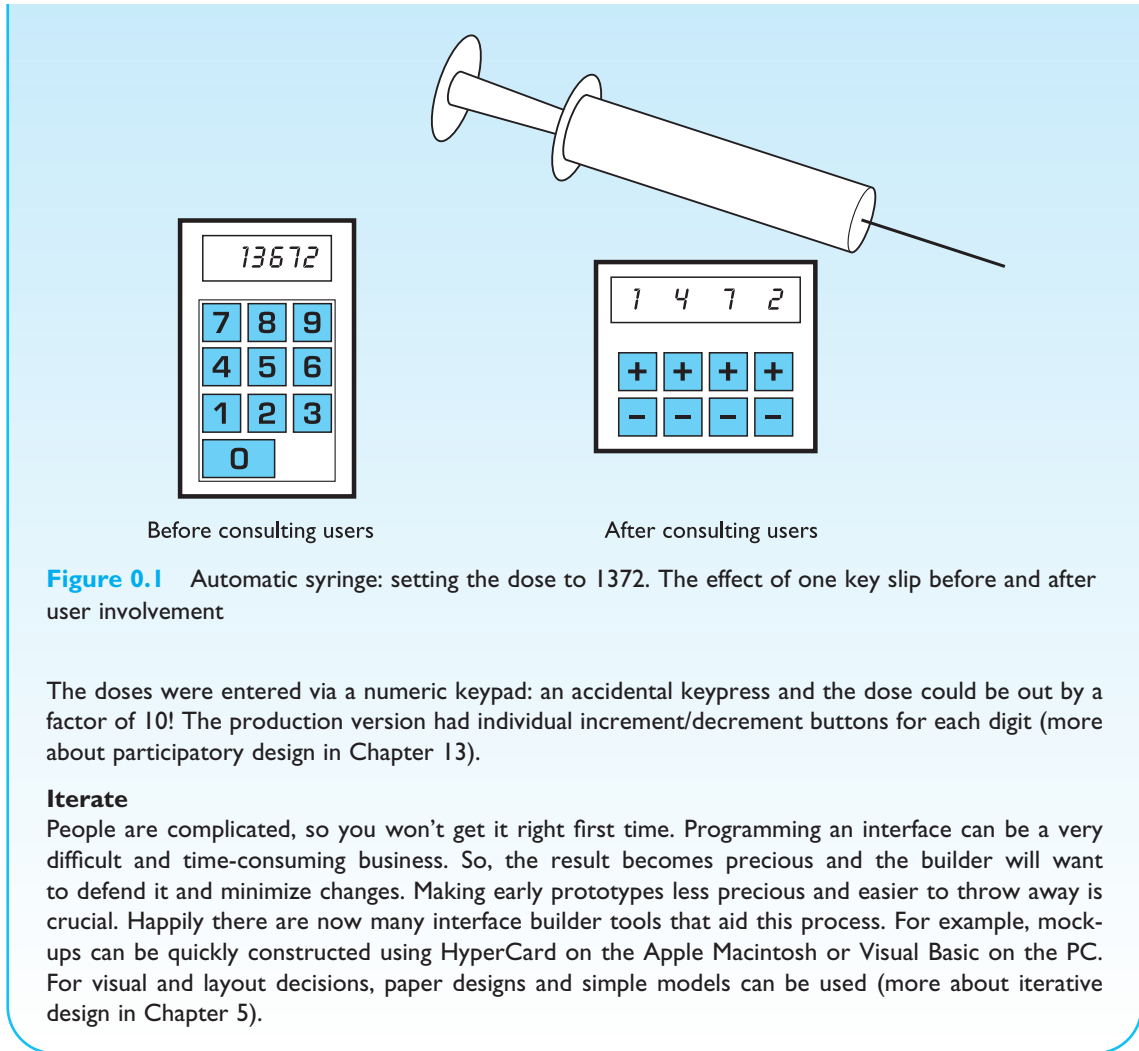 13672
7 8 9
4 5 6
1 2 3
0
1 4 7 2
+ + + +
− − − −
Before consulting users
After consulting users
Figure 0.1 Automatic syringe: setting the dose to 1372. The effect of one key slip before and after
user involvement
The doses were entered via a numeric keypad: an accidental keypress and the dose could be out by a
factor of 10! The production version had individual increment/decrement buttons for each digit (more
about participatory design in Chapter 13).
Iterate
People are complicated, so you won't get it right first time. Programming an interface can be a very
difficult and time-consuming business. So, the result becomes precious and the builder will want
to defend it and minimize changes. Making early prototypes less precious and easier to throw away is
crucial. Happily there are now many interface builder tools that aid this process. For example, mock-
ups can be quickly constructed using HyperCard on the Apple Macintosh or Visual Basic on the PC.
For visual and layout decisions, paper designs and simple models can be used (more about iterative
design in Chapter 5).